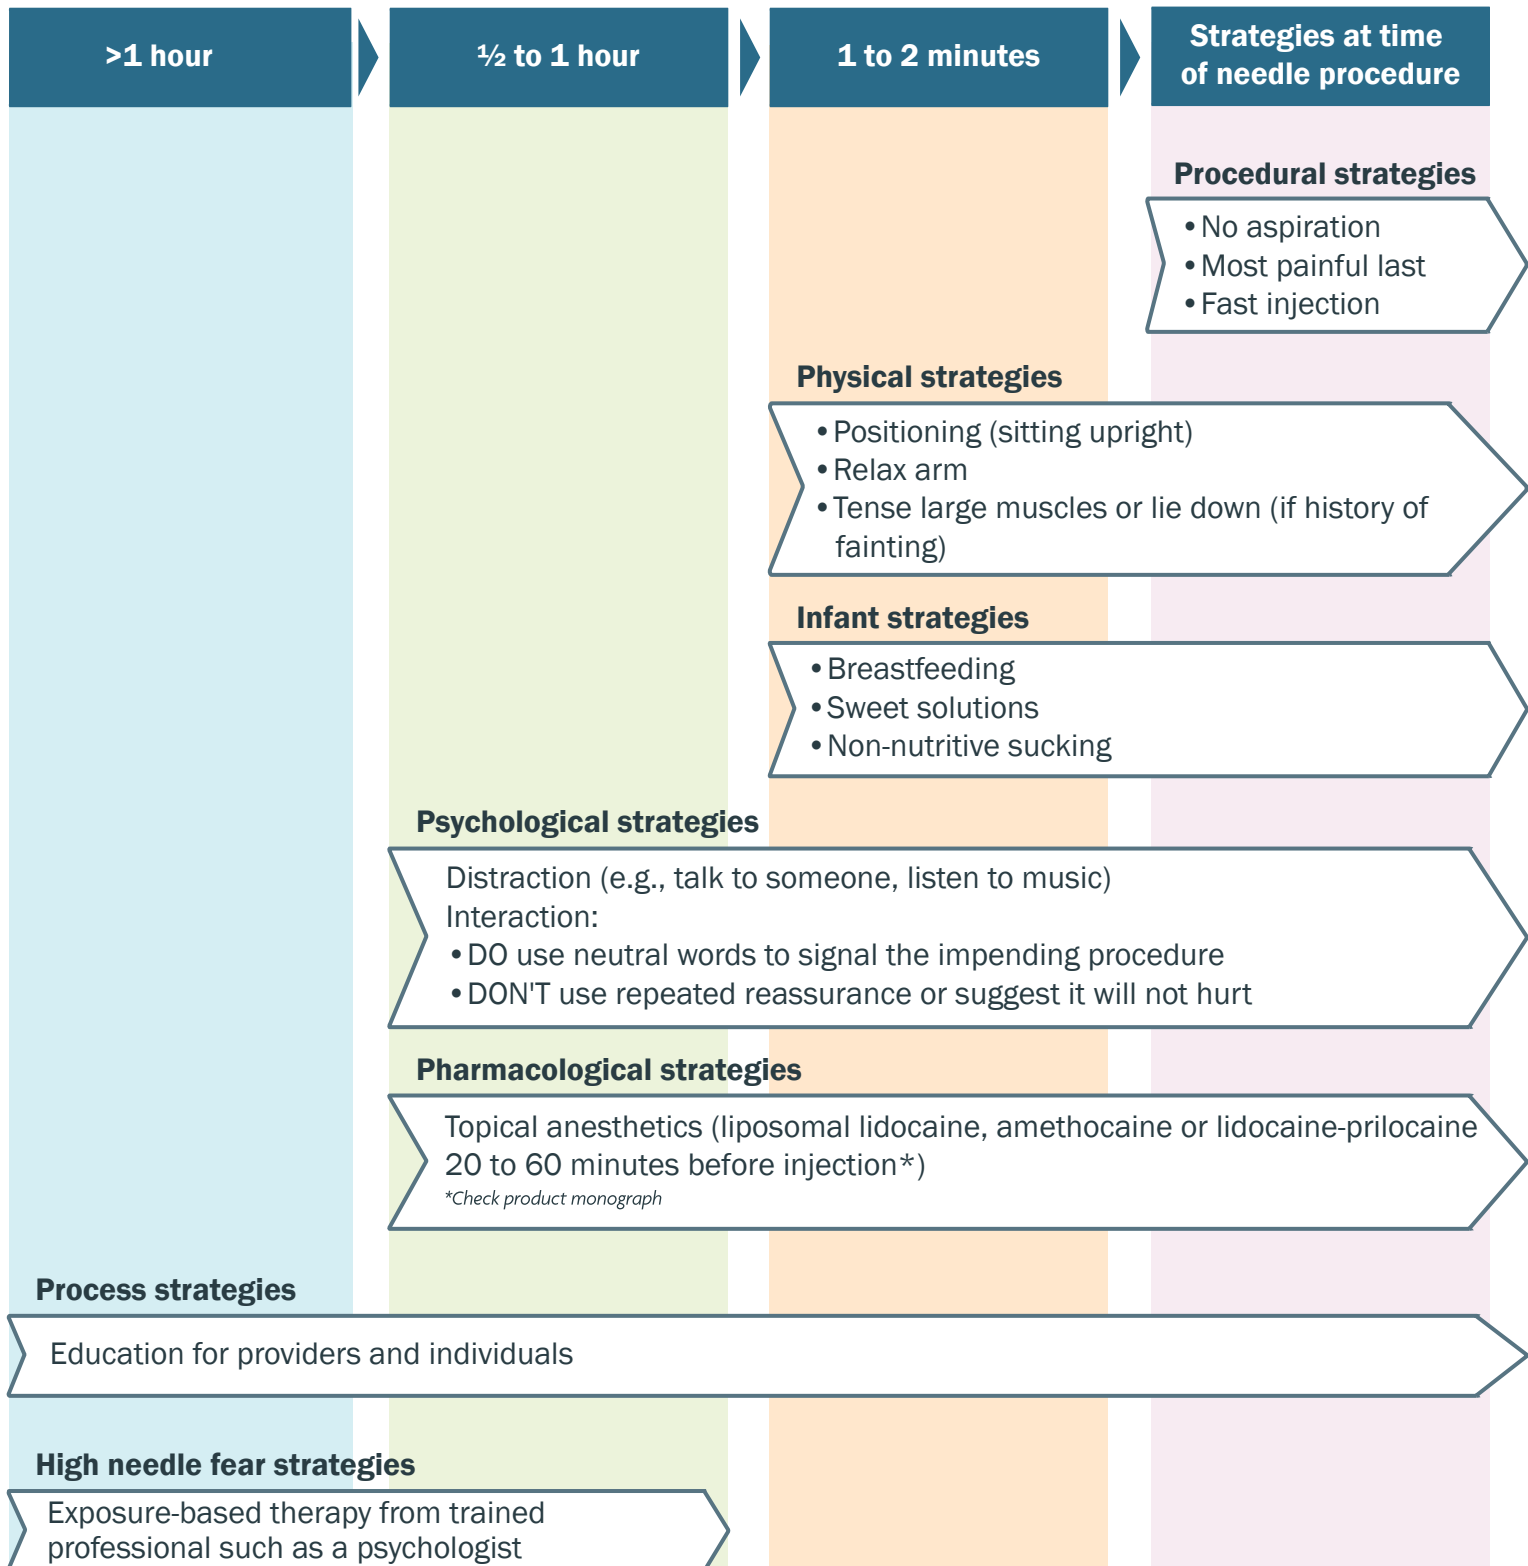 >1 hour
½ to 1 hour
1 to 2 minutes
Strategies at time
of needle procedure
Procedural strategies
•No aspiration
•Most painful last
•Fast injection
Physical strategies
•Positioning (sitting upright)
•Relax arm
•Tense large muscles or lie down (if history of
fainting)
Infant strategies
•Breastfeeding
•Sweet solutions
•Non-nutritive sucking
Psychological strategies
Distraction (e.g., talk to someone, listen to music)
Interaction:
•DO use neutral words to signal the impending procedure
•DON'T use repeated reassurance or suggest it will not hurt
Pharmacological strategies
Topical anesthetics (liposomal lidocaine, amethocaine or lidocaine-prilocaine
20 to 60 minutes before injection*)
*Check product monograph
Process strategies
Education for providers and individuals
High needle fear strategies
Exposure-based therapy from trained
professional such as a psychologist